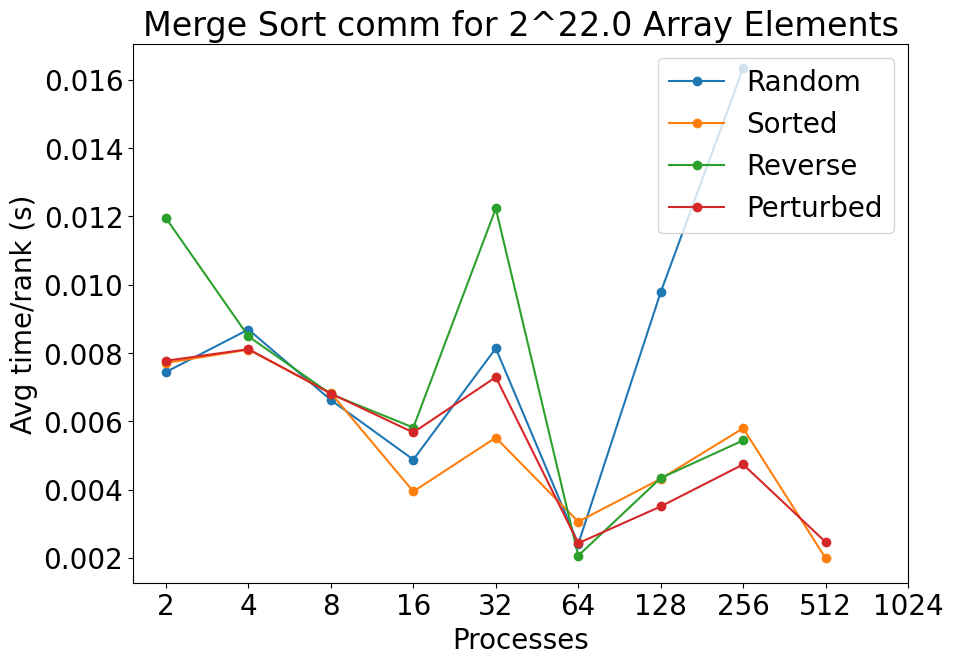 Merge Sort comm for 2^22.0 Array Elements
Avg time/rank (s)
0.016
0.014
0.012
0.010
0.008
0.006
0.004
0.002
Random
Sorted
Reverse
Perturbed
2 4 8 16 32 64 128 256 512 1024
Processes